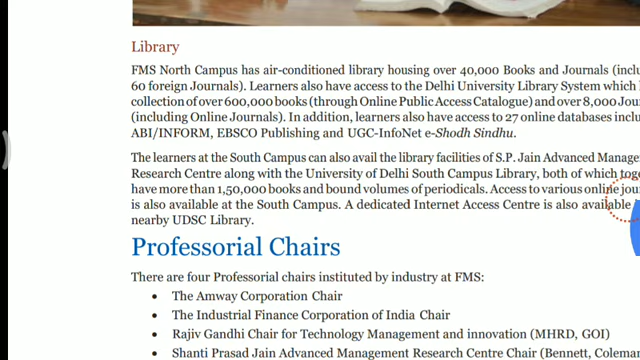 Library
FMS North Campus has air-conditioned library housing over 40,000 Books and Journals
60 foreign Journals). Learners also have access to the Delhi University Library System which
collection of over 600,000 books (through Online Public Access Catalogue) and over 8,000
(including Online Journals). In addition, learners also have access to 27 online databases
ABI/INFORM, EBSCO Publishing and UGC-InfoNet e-Shodh Sindhu.
The learners at the South Campus can also avail the library facilities of S.P. Jain Advanced
Research Centre along with the University of Delhi South Campus Library, both of which
have more than 1,50,000 books and bound volumes of periodicals. Access to various online
is also available at the South Campus. A dedicated Internet Access Centre is also available
nearby UDSC Library.
Professorial Chairs
There are four Professorial chairs instituted by industry at FMS:
• The Amway Corporation Chair
• The Industrial Finance Corporation of India Chair
• Rajiv Gandhi Chair for Technology Management and innovation (MHRD, GOI)
• Shanti Prasad Jain Advanced Management Research Centre Chair (Bennett,